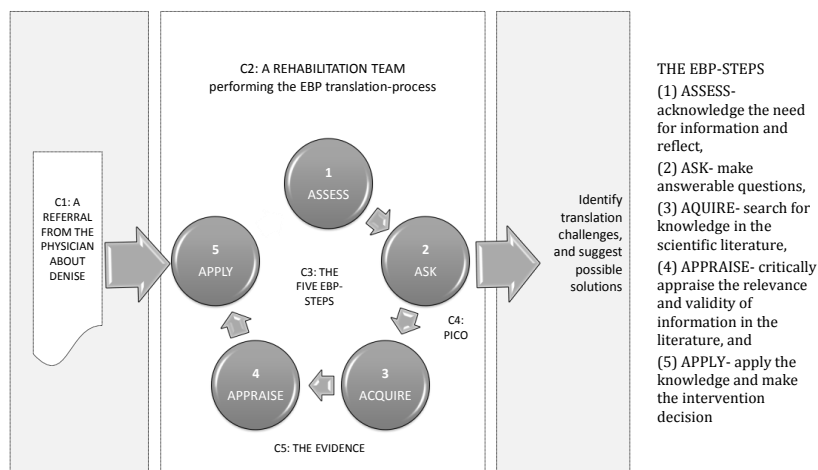 C2: A REHABILITATION TEAM
performing the EBP translation-process
C1: A
REFERRAL
FROM THE
PHYSICIAN
ABOUT
DENISE
1
ASSESS
2
ASK
3
ACQUIRE
4
APPRAISE
5
APPLY
C3: THE
FIVE EBP-
STEPS
C4:
PICO
C5: THE EVIDENCE
Identify
translation
challenges,
and suggest
possible
solutions
THE EBP-STEPS
(1) ASSESS-
acknowledge the need
for information and
reflect,
(2) ASK- make
answerable questions,
(3) AQUIRE- search for
knowledge in the
scientific literature,
(4) APPRAISE- critically
appraise the relevance
and validity of
information in the
literature, and
(5) APPLY- apply the
knowledge and make
the intervention
decision